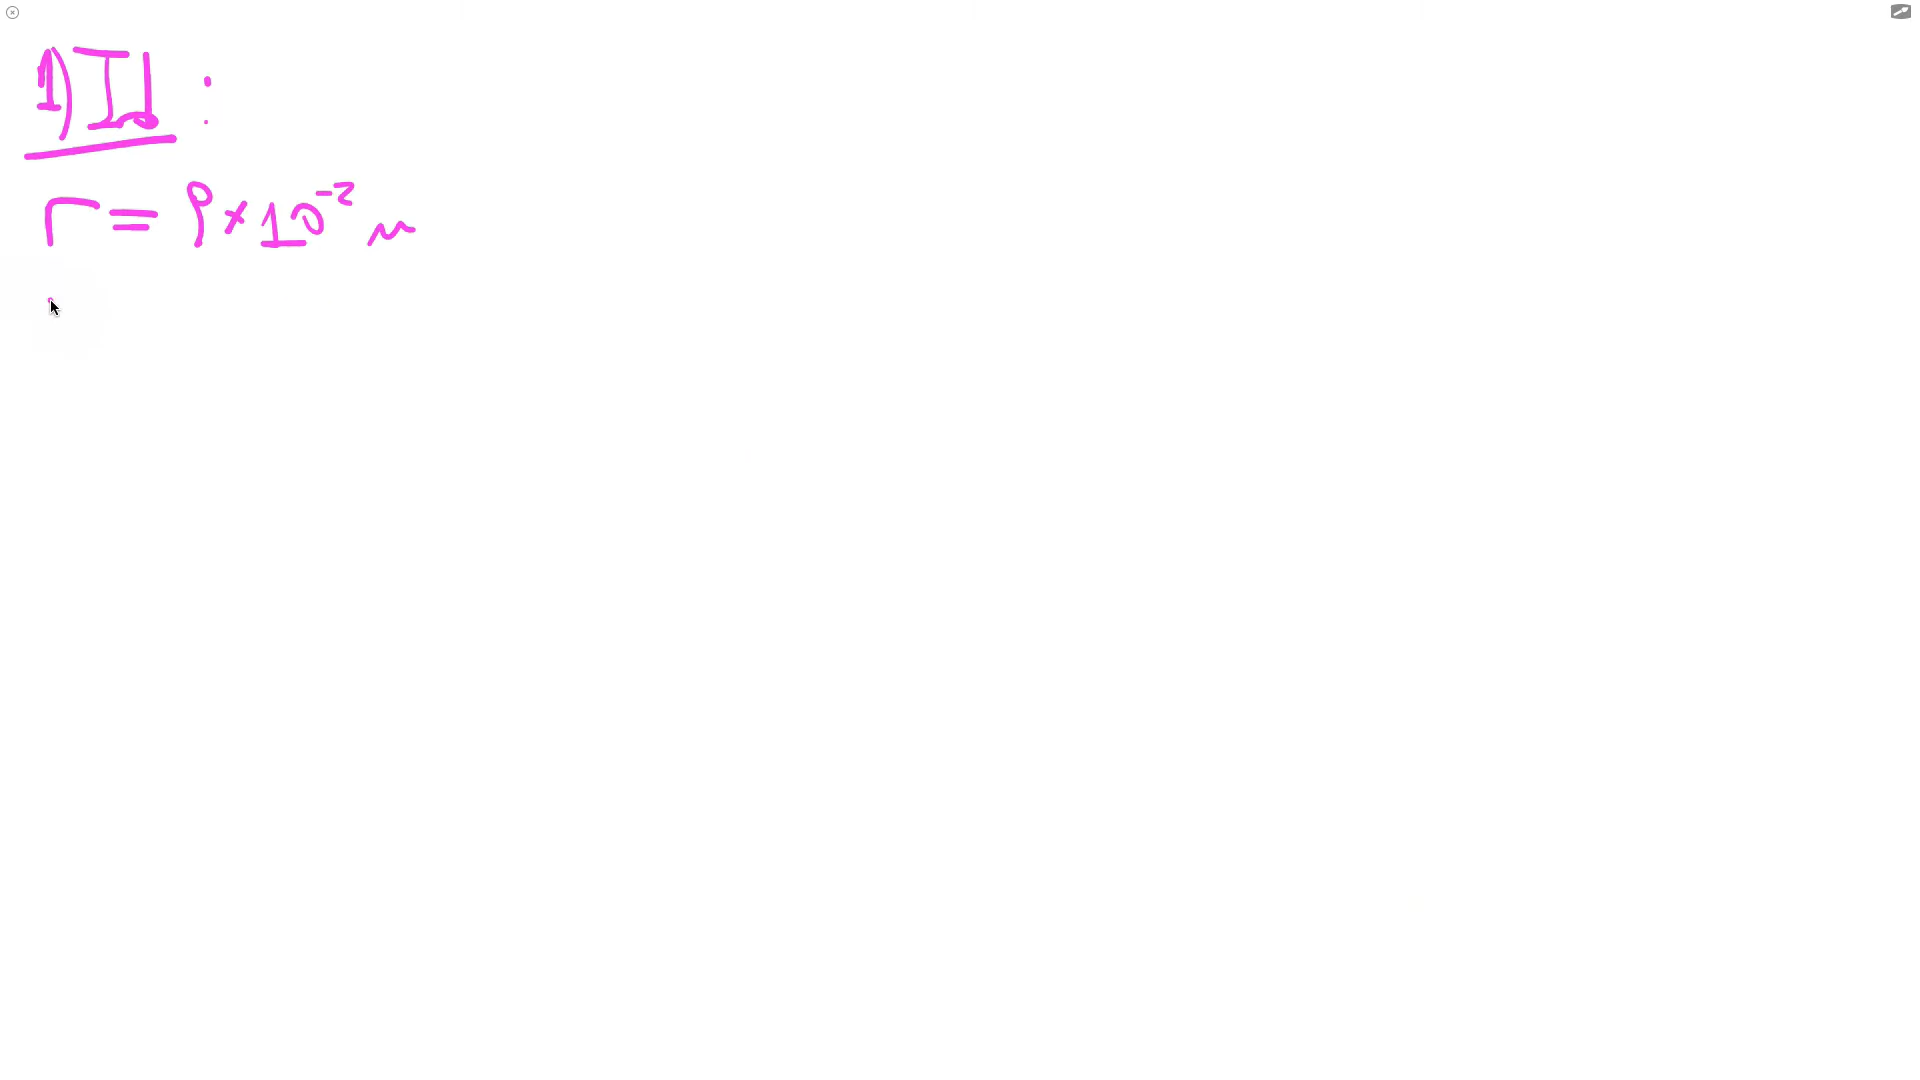 1) II :
r = 9 × 10⁻² m